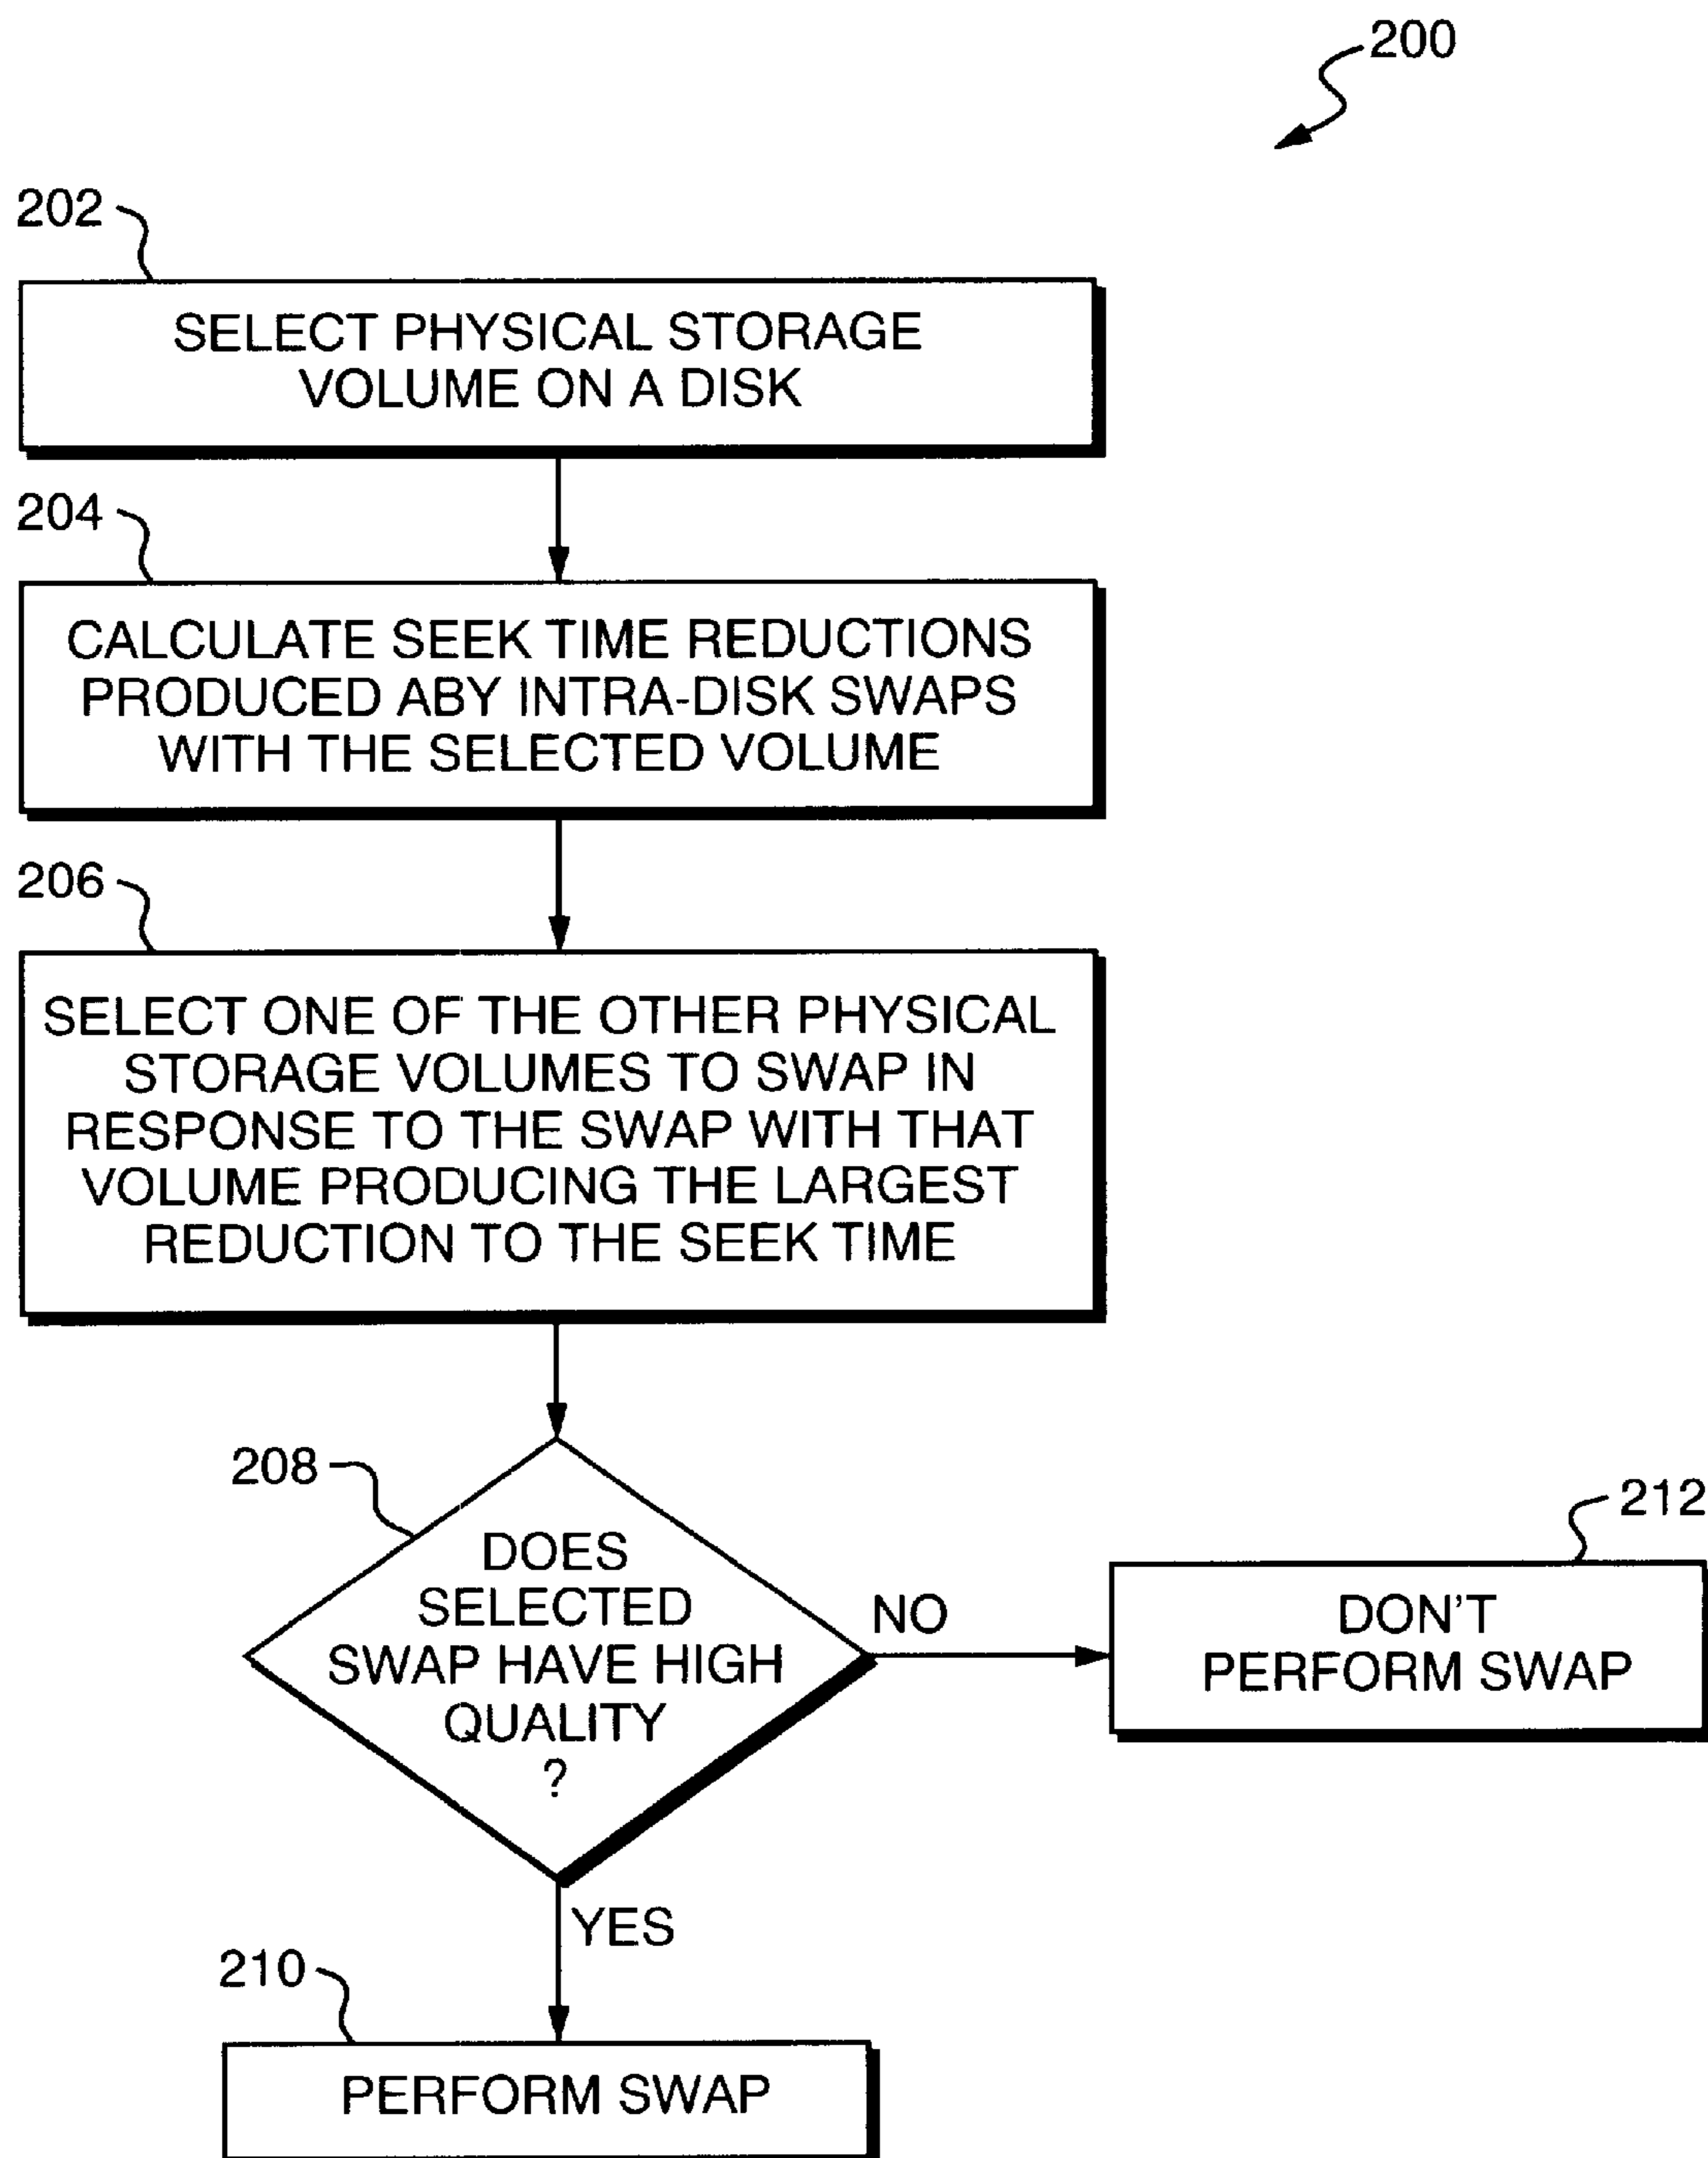 200
202
SELECT PHYSICAL STORAGE
VOLUME ON A DISK
204
CALCULATE SEEK TIME REDUCTIONS
PRODUCED ABY INTRA-DISK SWAPS
WITH THE SELECTED VOLUME
206
SELECT ONE OF THE OTHER PHYSICAL
STORAGE VOLUMES TO SWAP IN
RESPONSE TO THE SWAP WITH THAT
VOLUME PRODUCING THE LARGEST
REDUCTION TO THE SEEK TIME
208
DOES
SELECTED
SWAP HAVE HIGH
QUALITY
?
NO
212
DON'T
PERFORM SWAP
YES
210
PERFORM SWAP